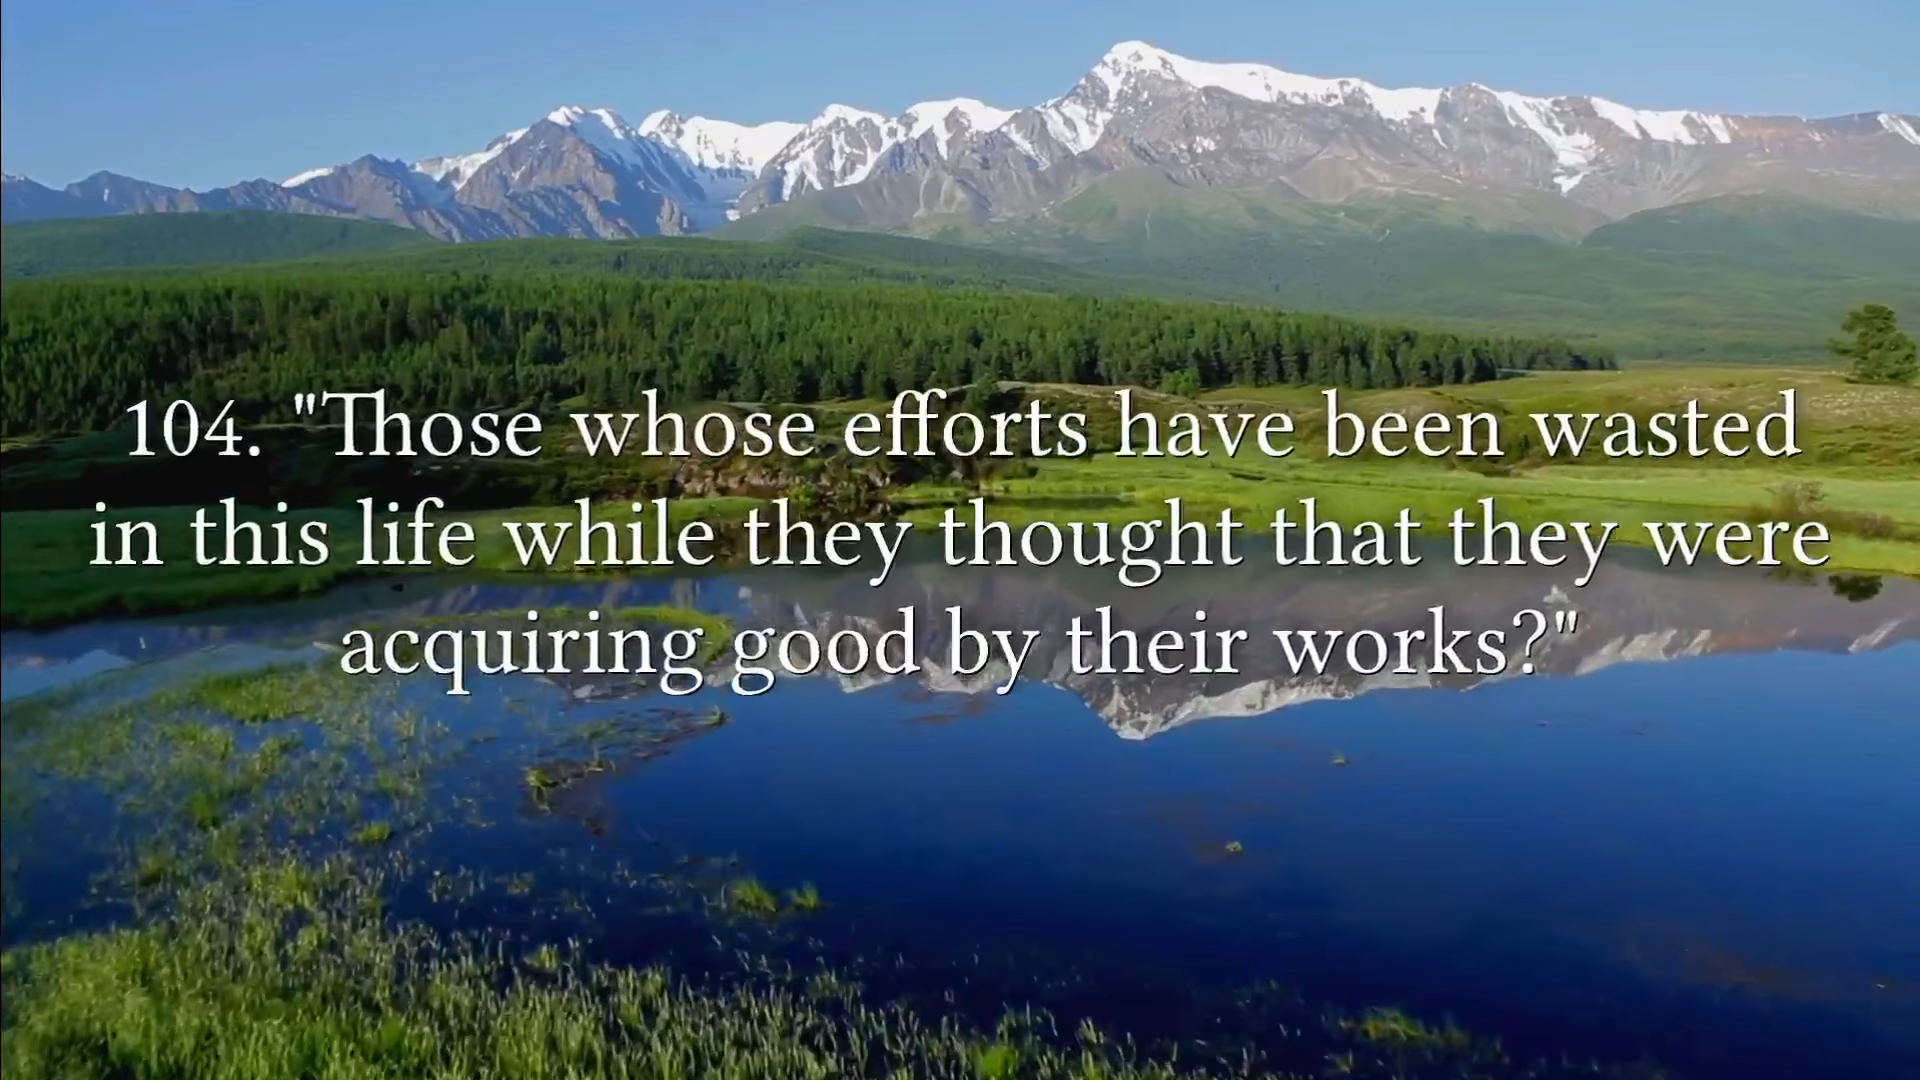 104. "Those whose efforts have been wasted
in this life while they thought that they were
acquiring good by their works?"